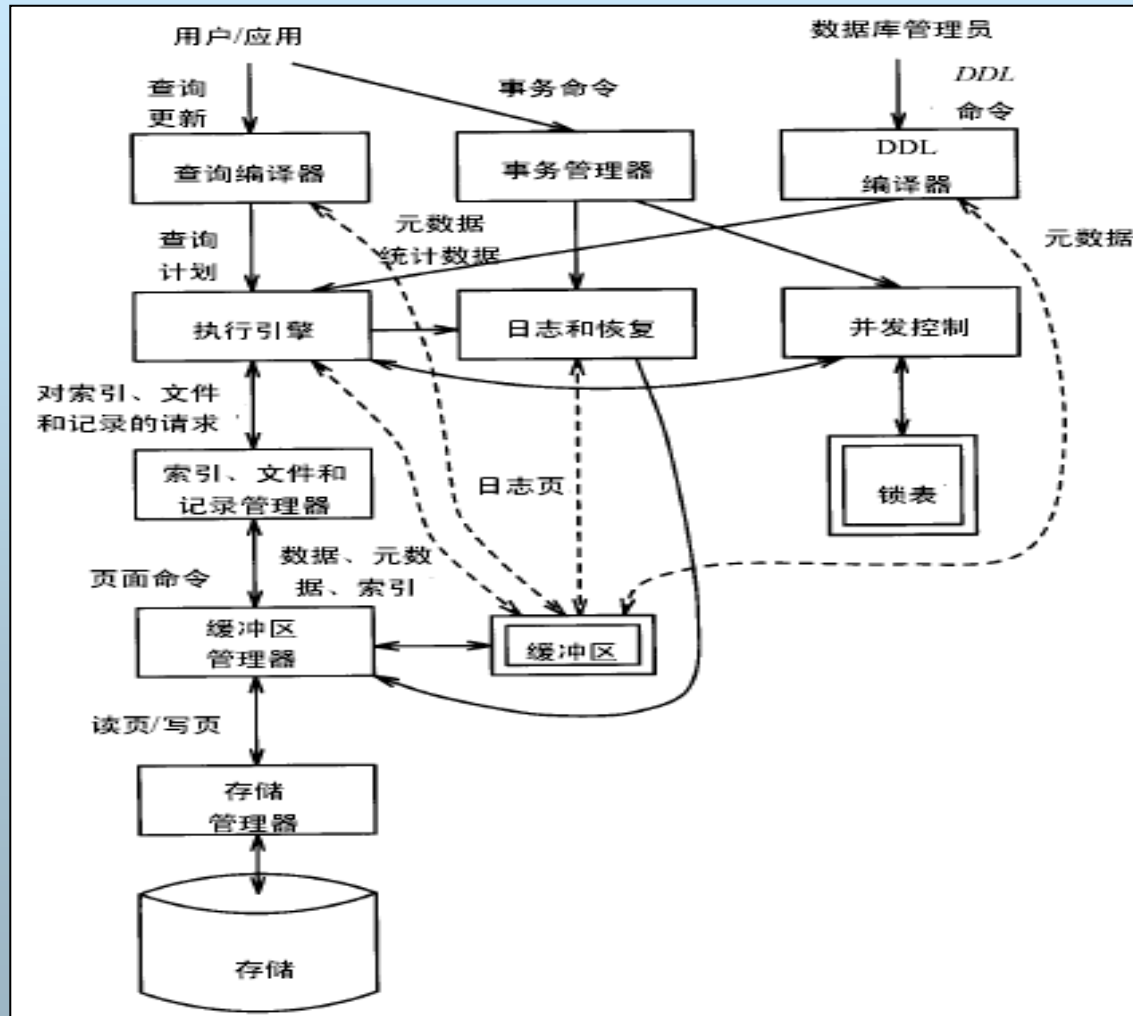 用户/应用
数据库管理员
查询
更新
事务命令
DDL
命令
查询编译器
事务管理器
DDL
编译器
查询
计划
元数据
统计数据
元数据
执行引擎
日志和恢复
并发控制
对索引、文件
和记录的请求
索引、文件和
记录管理器
日志页
锁表
页面命令
数据、元数
据、索引
缓冲区
管理器
缓冲区
读页/写页
存储
管理器
存储